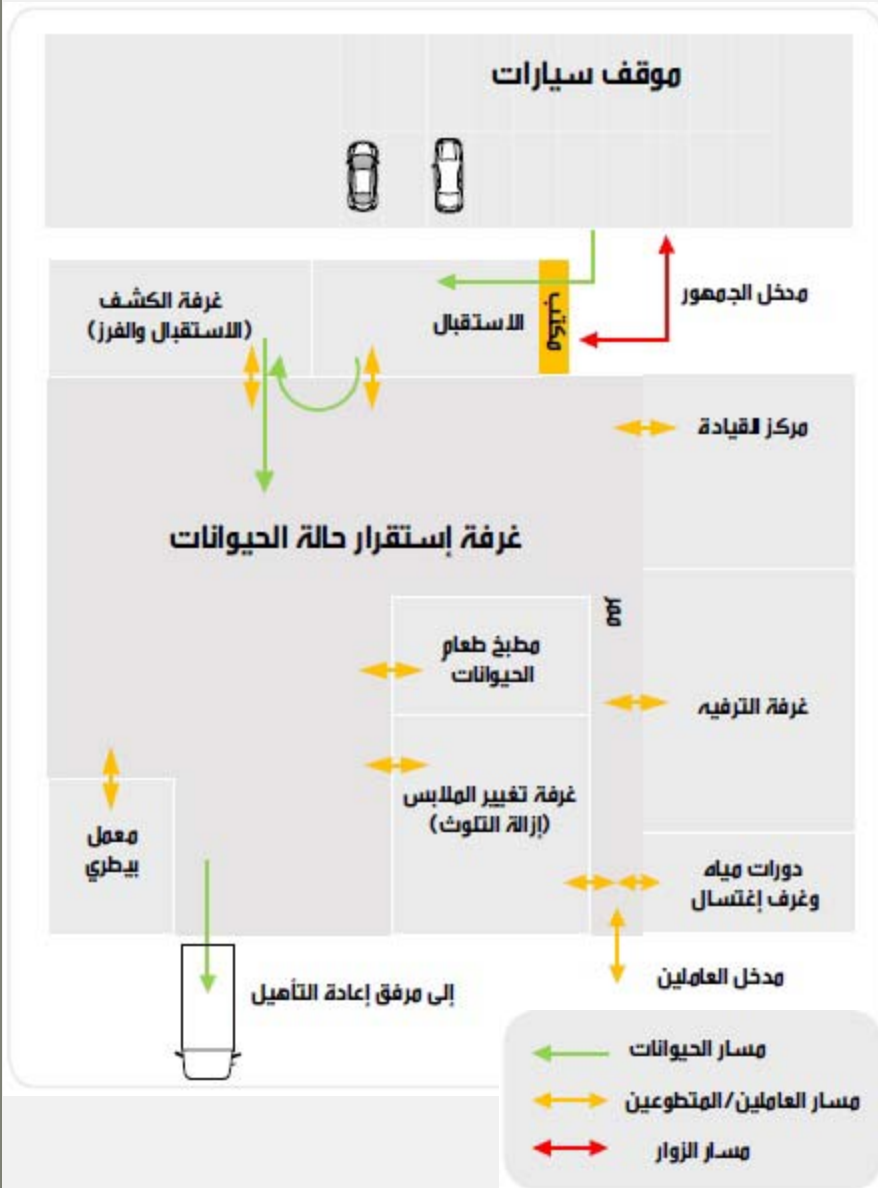 موقف سيارات
مدخل الجمهور
مكتب
الاستقبال
غرفة الكشف
(الاستقبال والفرز)
مركز القيادة
غرفة إستقرار حالة الحيوانات
ممر
مطبخ طعام
الحيوانات
غرفة الترفيه
غرفة تغيير الملابس
(إزالة التلوث)
معمل
بيطري
دورات مياه
وغرف إغتسال
مدخل العاملين
إلى مرفق إعادة التأهيل
مسار الحيوانات
مسار العاملين/المتطوعين
مسار الزوار